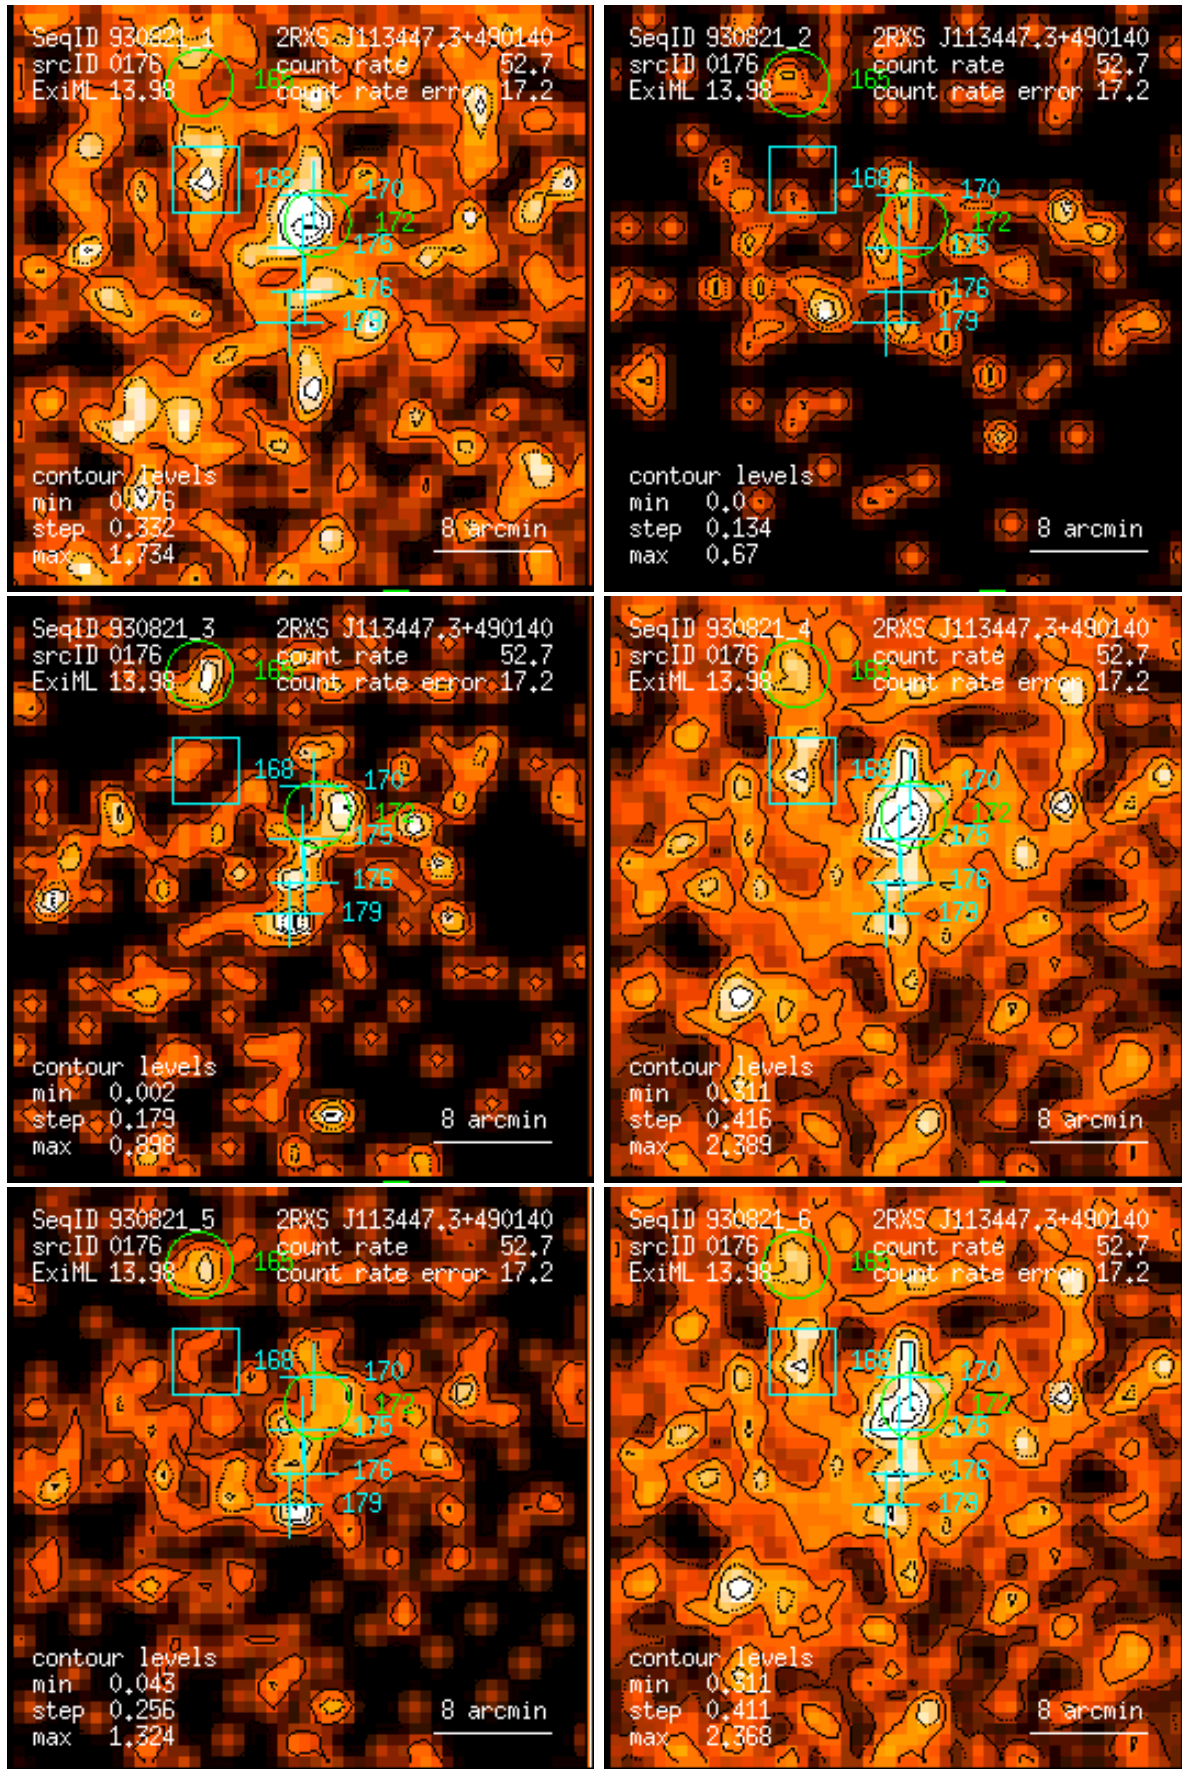 SeqID 930821_1 2RXS J113447.3+490140
srcID 0176 165 count rate 52.7
ExiML 13.98 count rate error 17.2
168 170
172
175
176
179
contour levels
min 0.076
step 0.332 8 arcmin
max 1.734
SeqID 930821_2 2RXS J113447.3+490140
srcID 0176 165 count rate 52.7
ExiML 13.98 count rate error 17.2
168 170
172
175
176
179
contour levels
min 0.0
step 0.134 8 arcmin
max 0.67
SeqID 930821_3 2RXS J113447.3+490140
srcID 0176 165 count rate 52.7
ExiML 13.98 count rate error 17.2
168 170
172
175
176
179
contour levels
min 0.002
step 0.179 8 arcmin
max 0.898
SeqID 930821_4 2RXS J113447.3+490140
srcID 0176 165 count rate 52.7
ExiML 13.98 count rate error 17.2
168 170
172
175
176
179
contour levels
min 0.311
step 0.416 8 arcmin
max 2.389
SeqID 930821_5 2RXS J113447.3+490140
srcID 0176 165 count rate 52.7
ExiML 13.98 count rate error 17.2
168 170
172
175
176
179
contour levels
min 0.043
step 0.256 8 arcmin
max 1.324
SeqID 930821_6 2RXS J113447.3+490140
srcID 0176 165 count rate 52.7
ExiML 13.98 count rate error 17.2
168 170
172
175
176
179
contour levels
min 0.311
step 0.411 8 arcmin
max 2.368